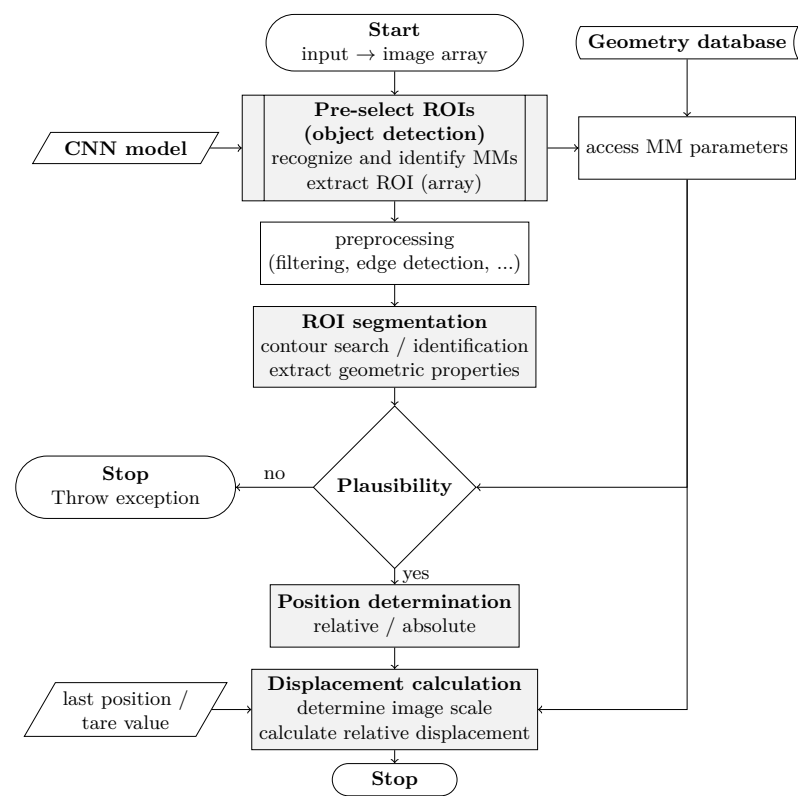 Start
input → image array
Geometry database
CNN model
Pre-select ROIs
(object detection)
recognize and identify MMs
extract ROI (array)
access MM parameters
preprocessing
(filtering, edge detection, ...)
ROI segmentation
contour search / identification
extract geometric properties
Stop
Throw exception
no
Plausibility
yes
Position determination
relative / absolute
last position /
tare value
Displacement calculation
determine image scale
calculate relative displacement
Stop